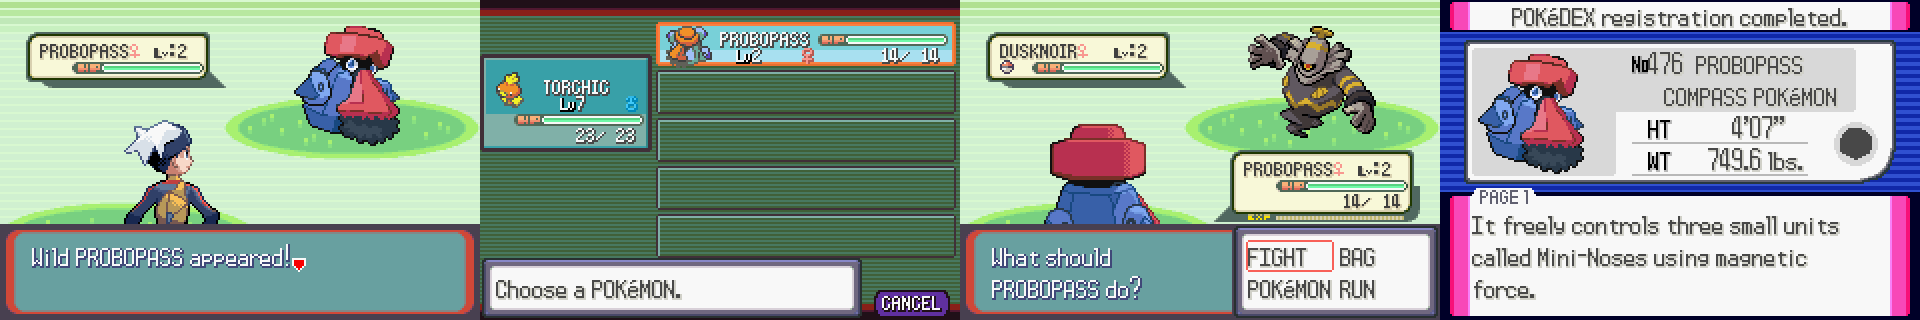 PROBOPASS♀ Lv:2
Wild PROBOPASS appeared!
PROBOPASS
Lv2 ♀ 14/ 14
TORCHIC
Lv7
23/ 23
Choose a POKéMON.
CANCEL
DUSKNOIR♀ Lv:2
PROBOPASS♀ Lv:2
14/ 14
EXP
What should
PROBOPASS do?
FIGHT BAG
POKéMON RUN
POKéDEX registration completed.
No476 PROBOPASS
COMPASS POKéMON
HT 4'07"
WT 749.6 lbs.
PAGE 1
It freely controls three small units
called Mini-Noses using magnetic
force.